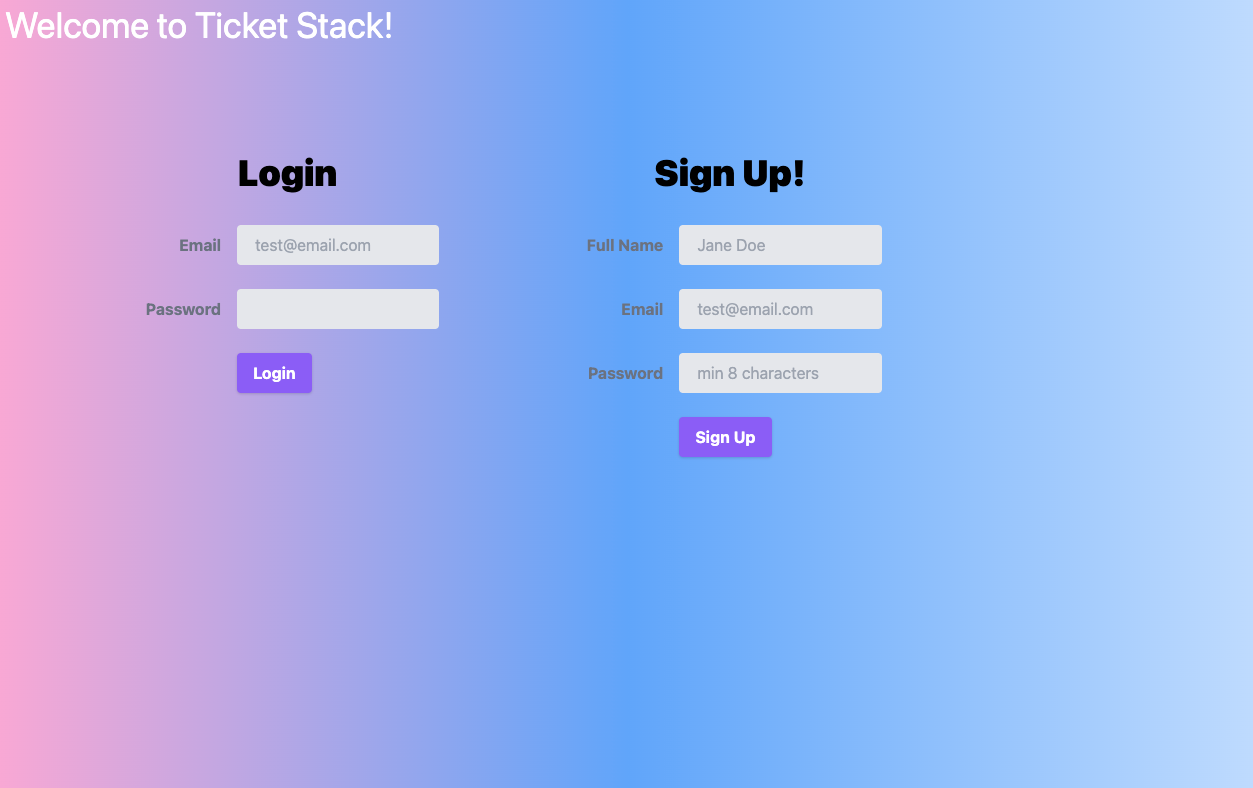 Welcome to Ticket Stack!
Login
Email test@email.com
Password
Login
Sign Up!
Full Name Jane Doe
Email test@email.com
Password min 8 characters
Sign Up